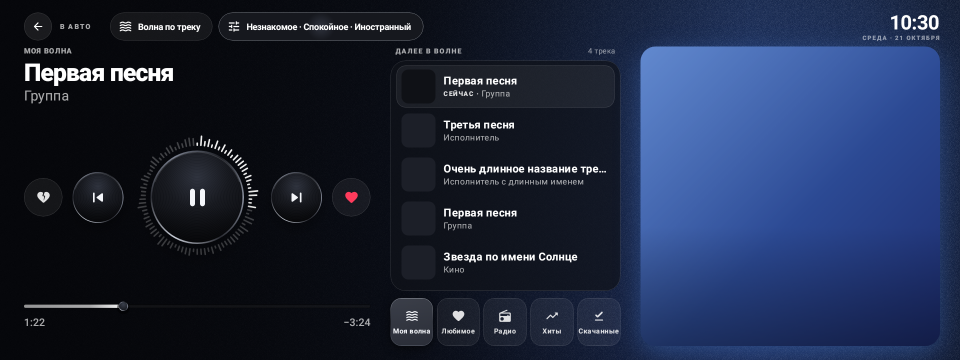 В АВТО
Волна по треку
Незнакомое · Спокойное · Иностранный
10:30
СРЕДА · 21 ОКТЯБРЯ
МОЯ ВОЛНА
Первая песня
Группа
1:22
−3:24
ДАЛЕЕ В ВОЛНЕ
4 трека
Первая песня
СЕЙЧАС · Группа
Третья песня
Исполнитель
Очень длинное название тре…
Исполнитель с длинным именем
Первая песня
Группа
Звезда по имени Солнце
Кино
Моя волна
Любимое
Радио
Хиты
Скачанные